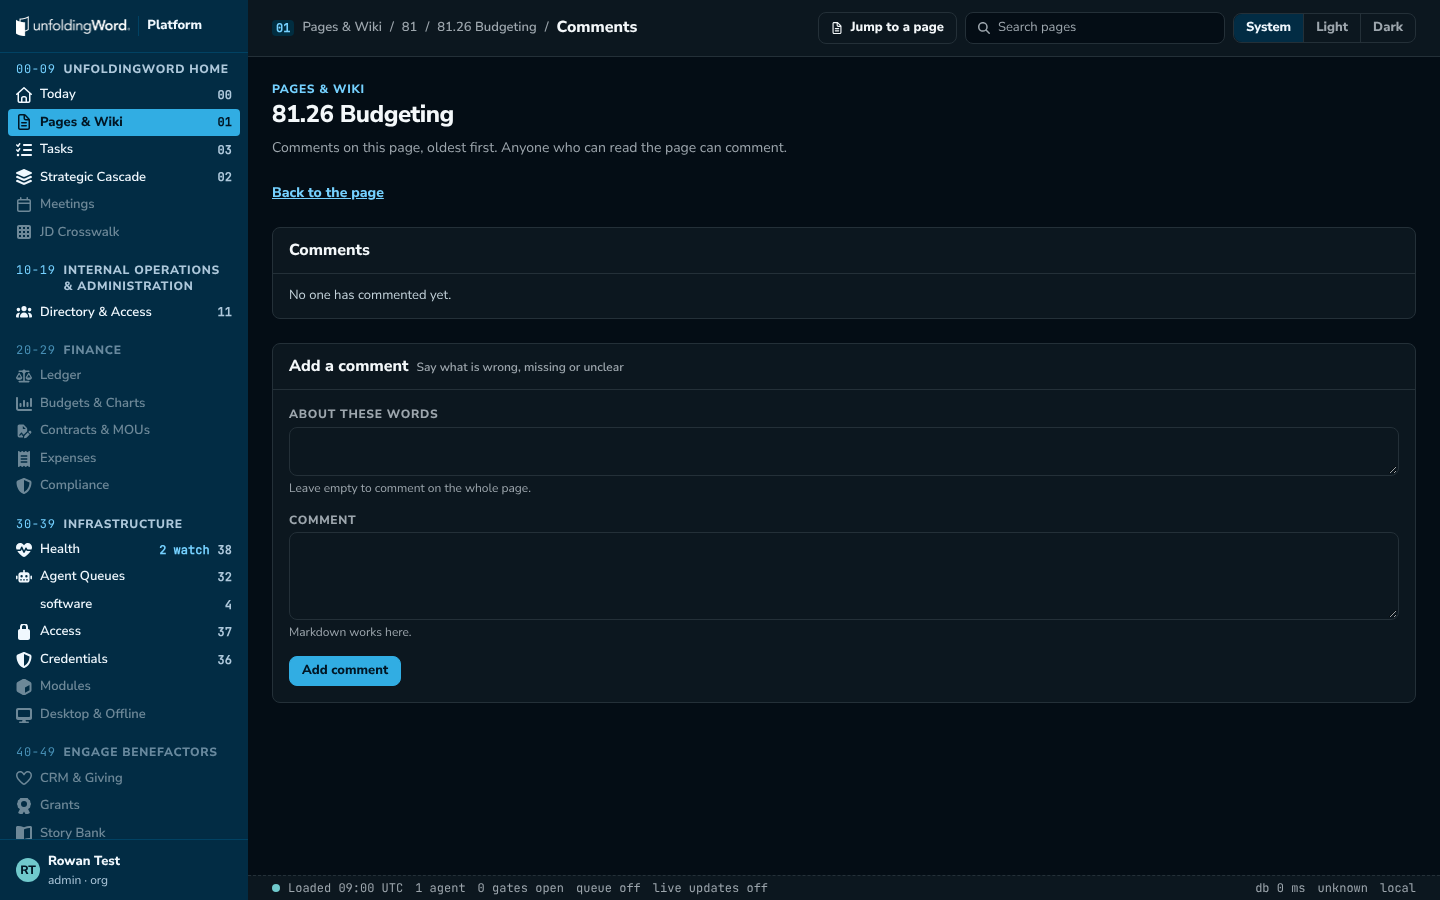 unfoldingWord Platform
00-09 UNFOLDINGWORD HOME
Today 00
Pages & Wiki 01
Tasks 03
Strategic Cascade 02
Meetings
JD Crosswalk
10-19 INTERNAL OPERATIONS
& ADMINISTRATION
Directory & Access 11
20-29 FINANCE
Ledger
Budgets & Charts
Contracts & MOUs
Expenses
Compliance
30-39 INFRASTRUCTURE
Health 2 watch 38
Agent Queues 32
software 4
Access 37
Credentials 36
Modules
Desktop & Offline
40-49 ENGAGE BENEFACTORS
CRM & Giving
Grants
Story Bank
RT Rowan Test
admin · org
01 Pages & Wiki / 81 / 81.26 Budgeting / Comments
Jump to a page
Search pages
System Light Dark
PAGES & WIKI
81.26 Budgeting
Comments on this page, oldest first. Anyone who can read the page can comment.
Back to the page
Comments
No one has commented yet.
Add a comment Say what is wrong, missing or unclear
ABOUT THESE WORDS
Leave empty to comment on the whole page.
COMMENT
Markdown works here.
Add comment
Loaded 09:00 UTC 1 agent 0 gates open queue off live updates off
db 0 ms unknown local